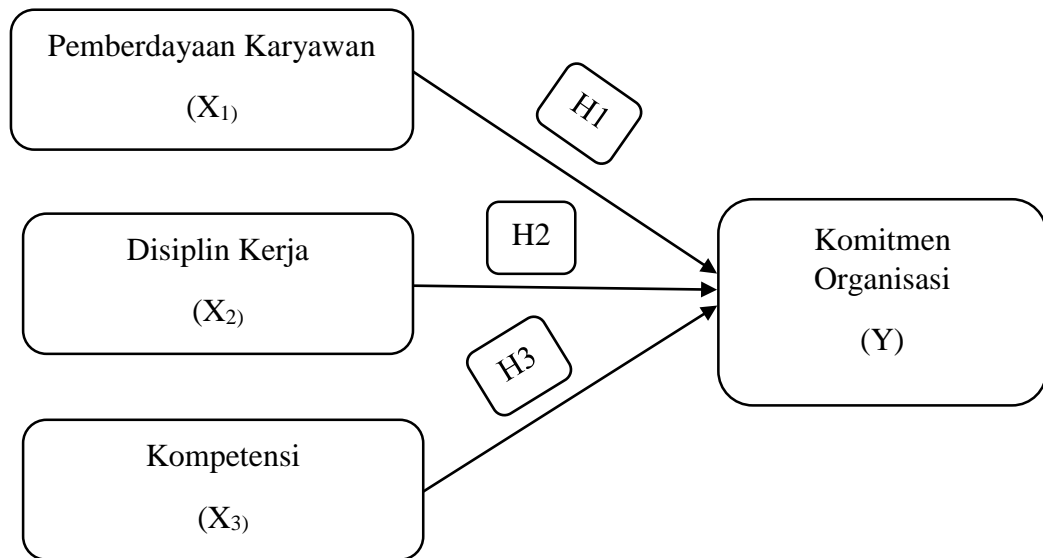 Pemberdayaan Karyawan
(X₁₎
H1
Disiplin Kerja
(X₂₎
H2
Komitmen
Organisasi
(Y)
H3
Kompetensi
(X₃₎